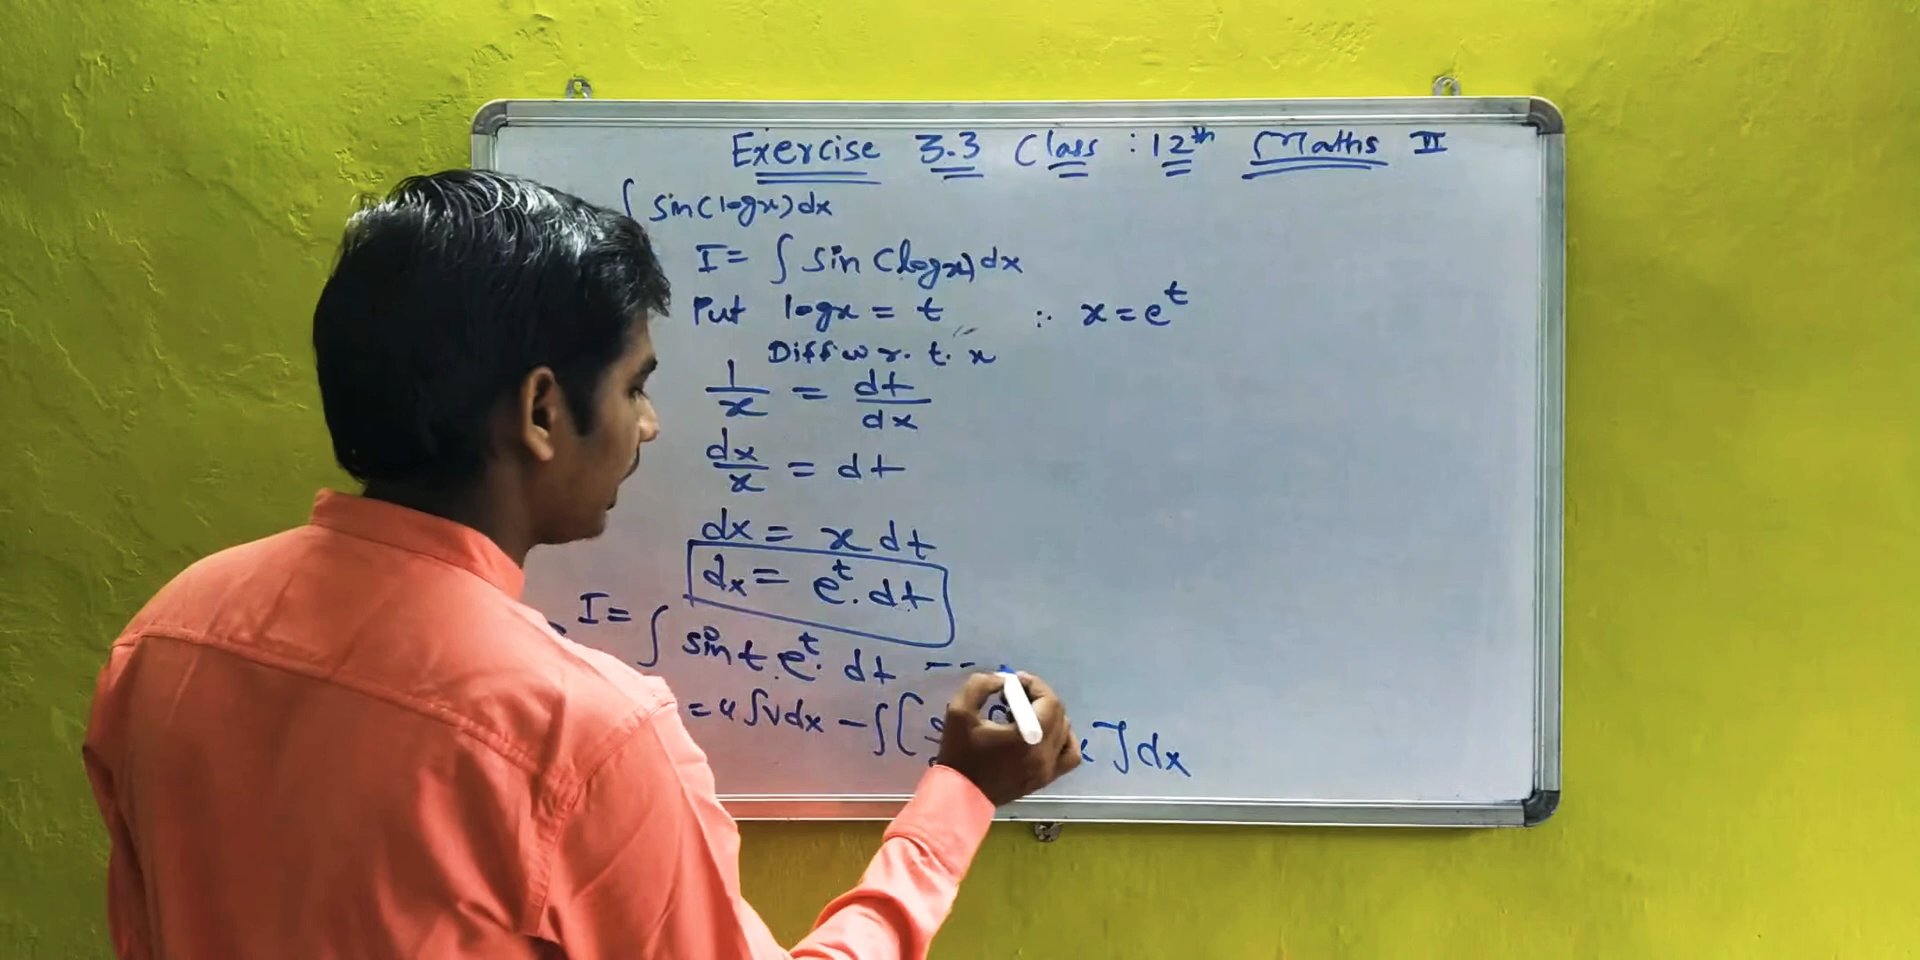 Exercise 3.3 Class : 12th Maths II
∫ sin(logx)dx
I = ∫ sin (logx)dx
Put logx = t ∴ x = e^t
Diff w r. t. x
1/x = dt/dx
dx/x = dt
dx = x dt
dx = e^t. dt
I = ∫ sin t. e^t. dt ---
= u∫vdx - ∫[ ]dx